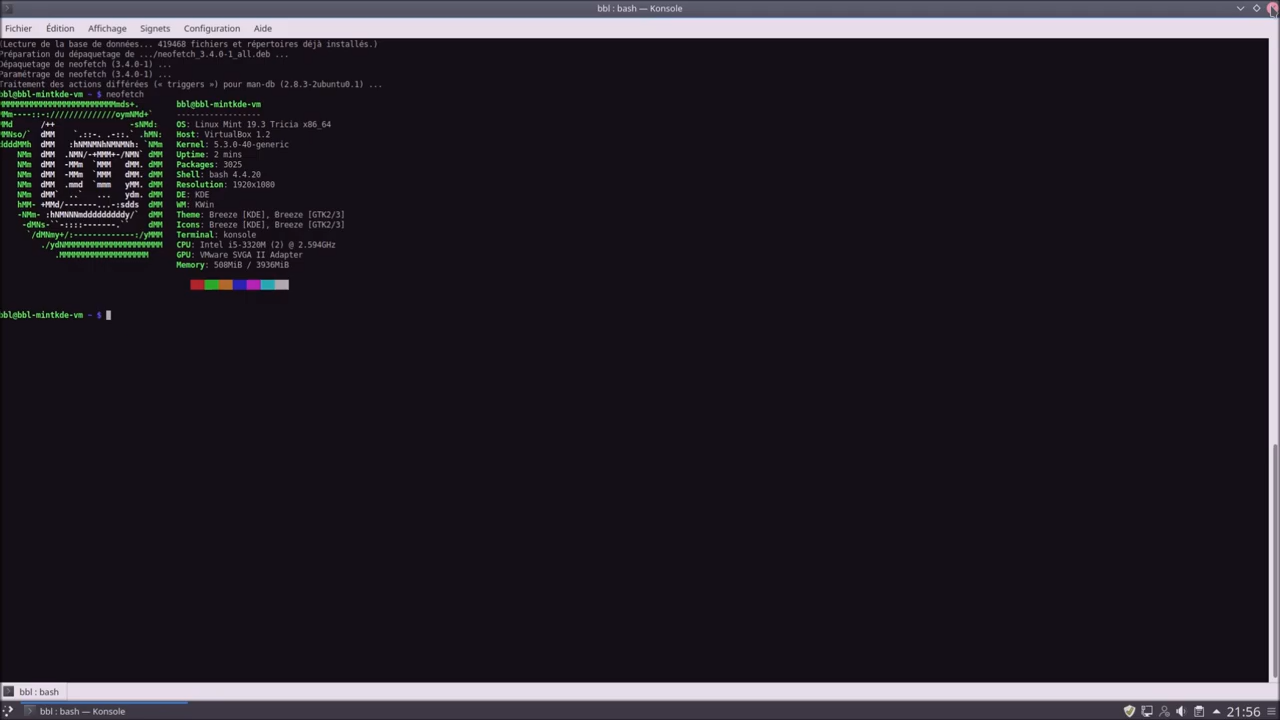 bbl : bash — Konsole
Fichier Édition Affichage Signets Configuration Aide
(Lecture de la base de données... 419468 fichiers et répertoires déjà installés.)
Préparation du dépaquetage de .../neofetch_3.4.0-1_all.deb ...
Dépaquetage de neofetch (3.4.0-1) ...
Paramétrage de neofetch (3.4.0-1) ...
Traitement des actions différées (« triggers ») pour man-db (2.8.3-2ubuntu0.1) ...
bbl@bbl-mintkde-vm ~ $ neofetch
bbl@bbl-mintkde-vm
------------------
OS: Linux Mint 19.3 Tricia x86_64
Host: VirtualBox 1.2
Kernel: 5.3.0-40-generic
Uptime: 2 mins
Packages: 3025
Shell: bash 4.4.20
Resolution: 1920x1080
DE: KDE
WM: KWin
Theme: Breeze [KDE], Breeze [GTK2/3]
Icons: Breeze [KDE], Breeze [GTK2/3]
Terminal: konsole
CPU: Intel i5-3320M (2) @ 2.594GHz
GPU: VMware SVGA II Adapter
Memory: 508MiB / 3936MiB
bbl@bbl-mintkde-vm ~ $
bbl : bash
bbl : bash — Konsole
21:56